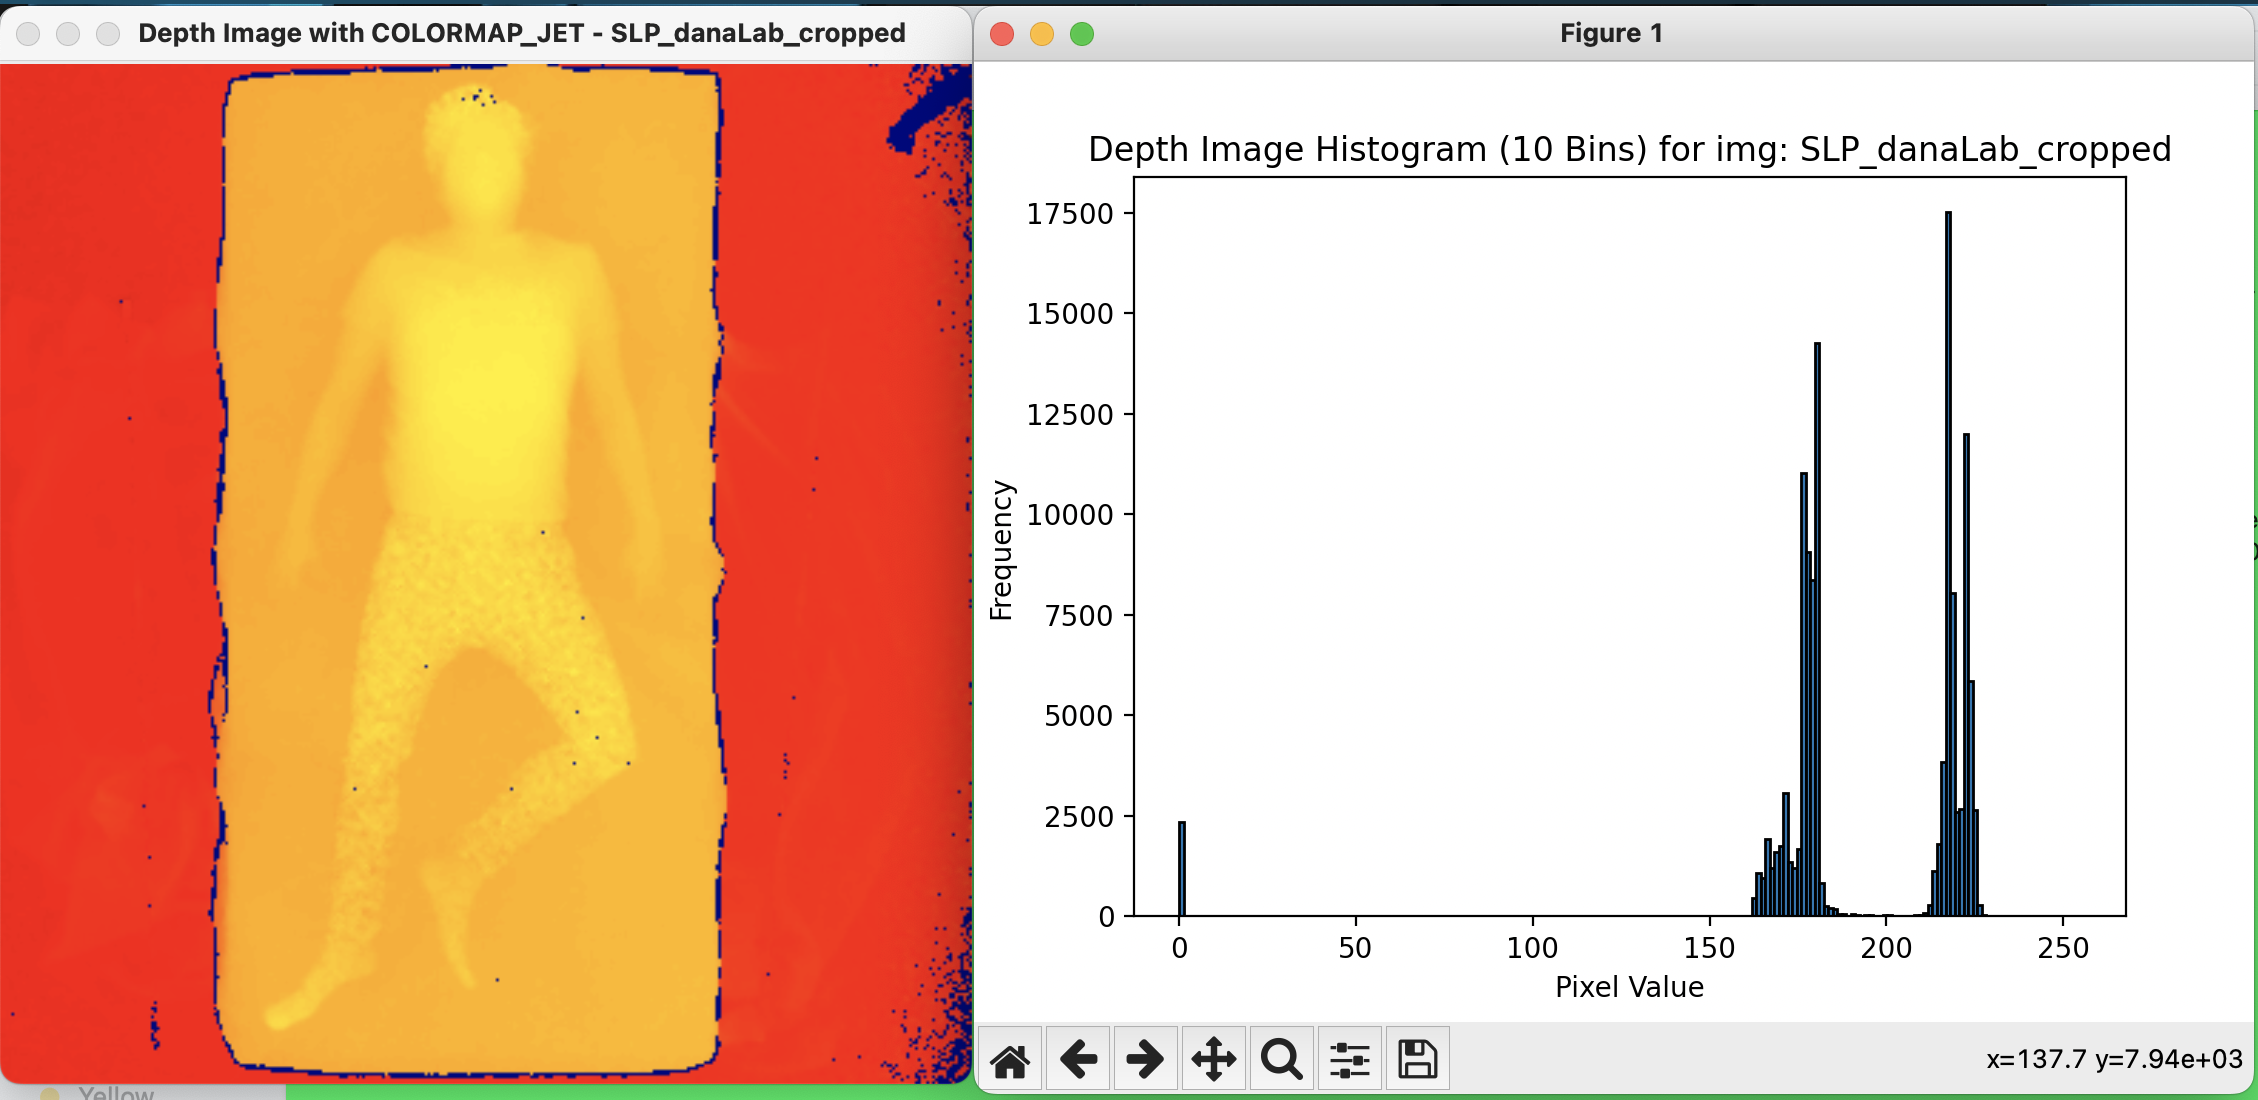 Depth Image with COLORMAP_JET - SLP_danaLab_cropped
Figure 1
Depth Image Histogram (10 Bins) for img: SLP_danaLab_cropped
17500
15000
12500
10000
7500
5000
2500
0
Frequency
0 50 100 150 200 250
Pixel Value
x=137.7 y=7.94e+03
Yellow